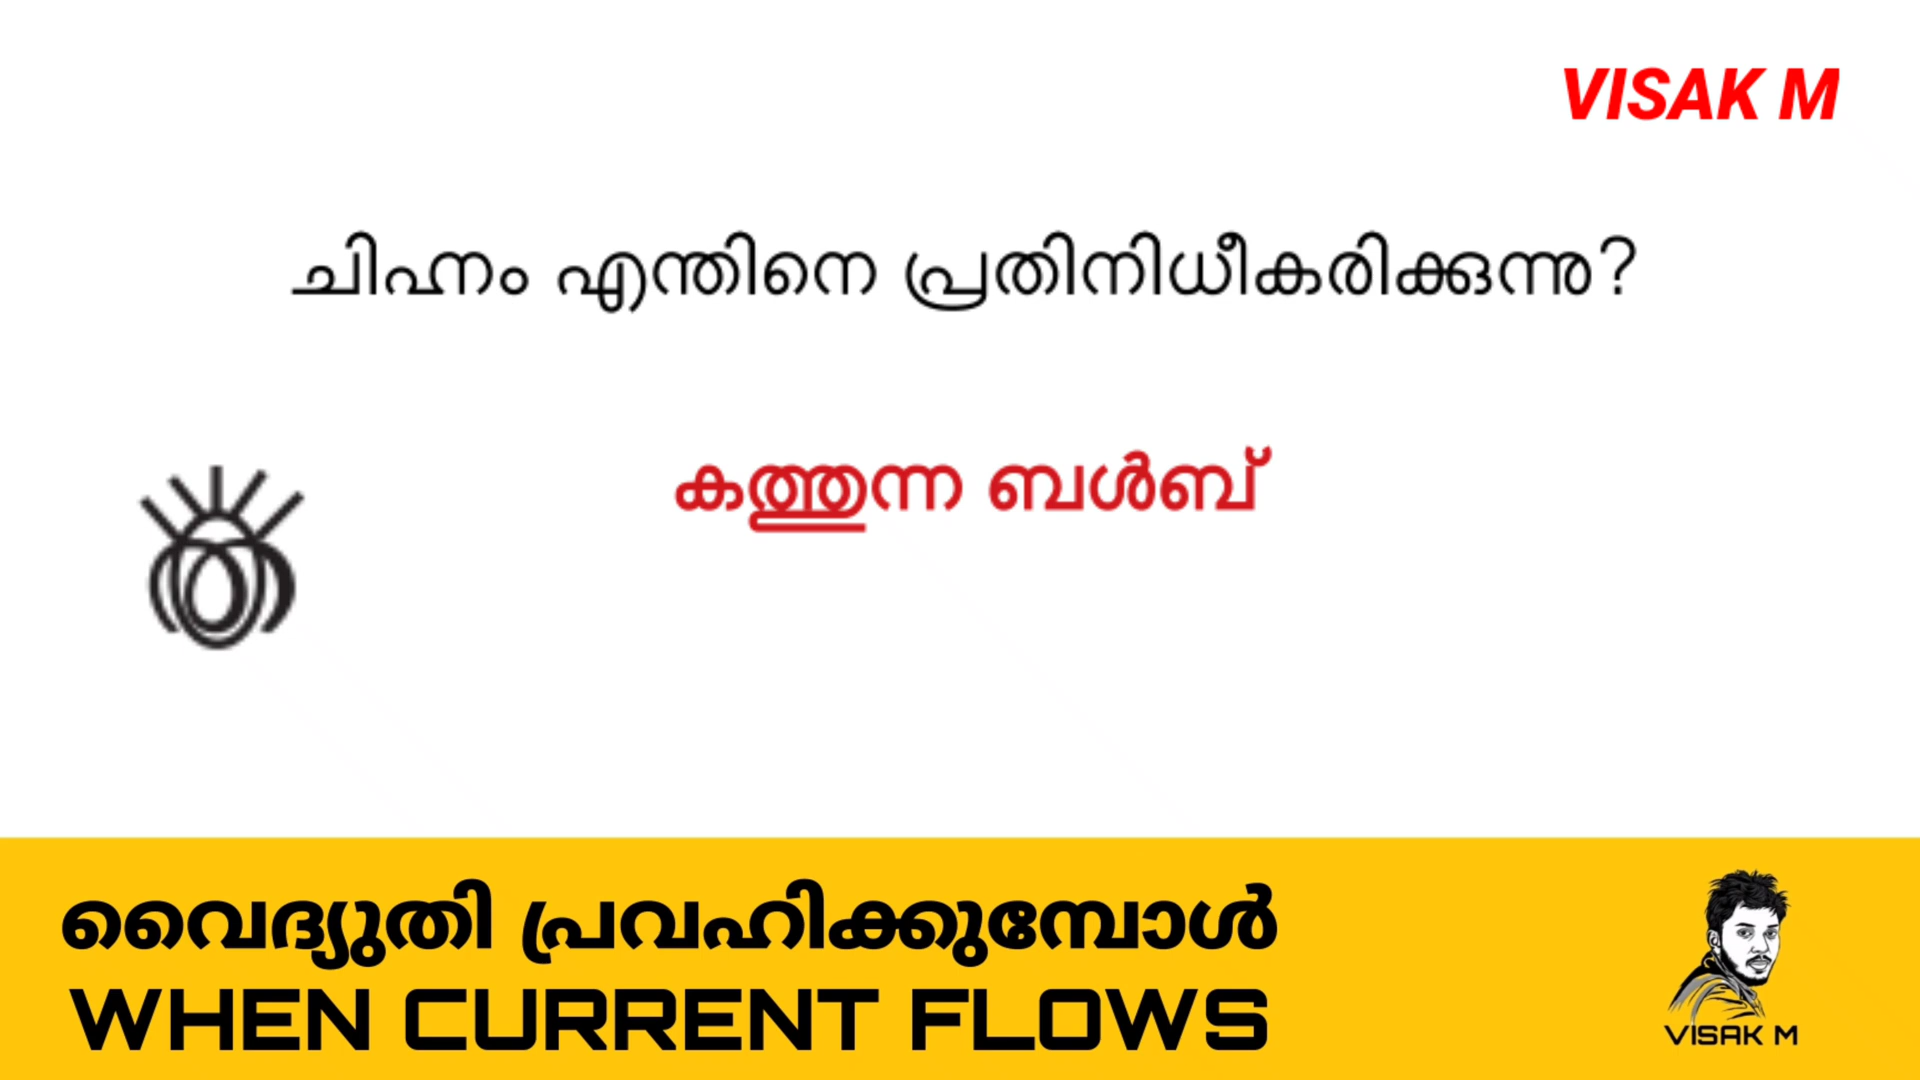 VISAK M
ചിഹ്നം എന്തിനെ പ്രതിനിധീകരിക്കുന്നു?
കത്തുന്ന ബൾബ്
വൈദ്യുതി പ്രവഹിക്കുമ്പോൾ
WHEN CURRENT FLOWS
VISAK M